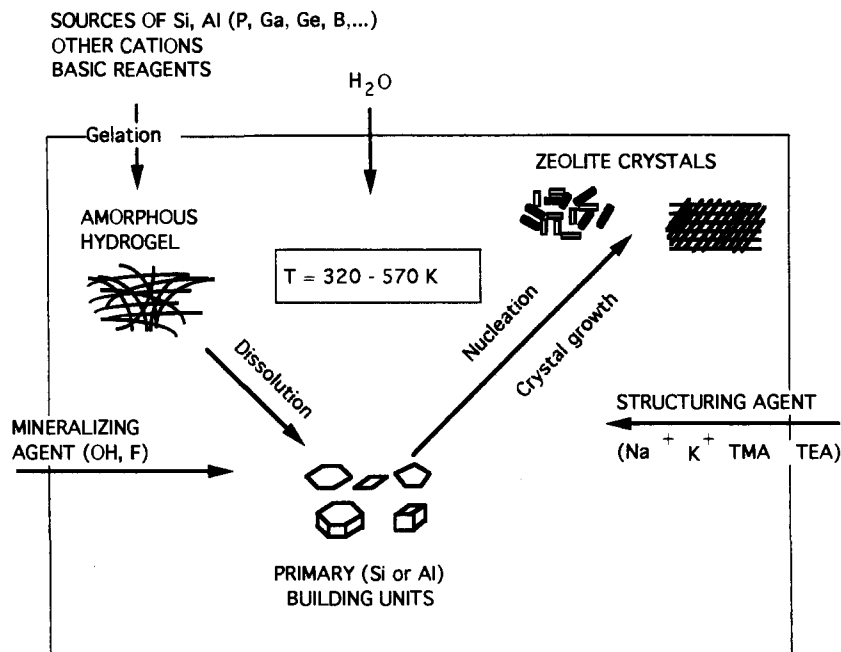 SOURCES OF Si, Al (P, Ga, Ge, B,...)
OTHER CATIONS
BASIC REAGENTS
H2O
Gelation
ZEOLITE CRYSTALS
AMORPHOUS
HYDROGEL
T = 320 - 570 K
Nucleation
Crystal growth
Dissolution
STRUCTURING AGENT
(Na + K+ TMA TEA)
MINERALIZING
AGENT (OH, F)
PRIMARY (Si or Al)
BUILDING UNITS